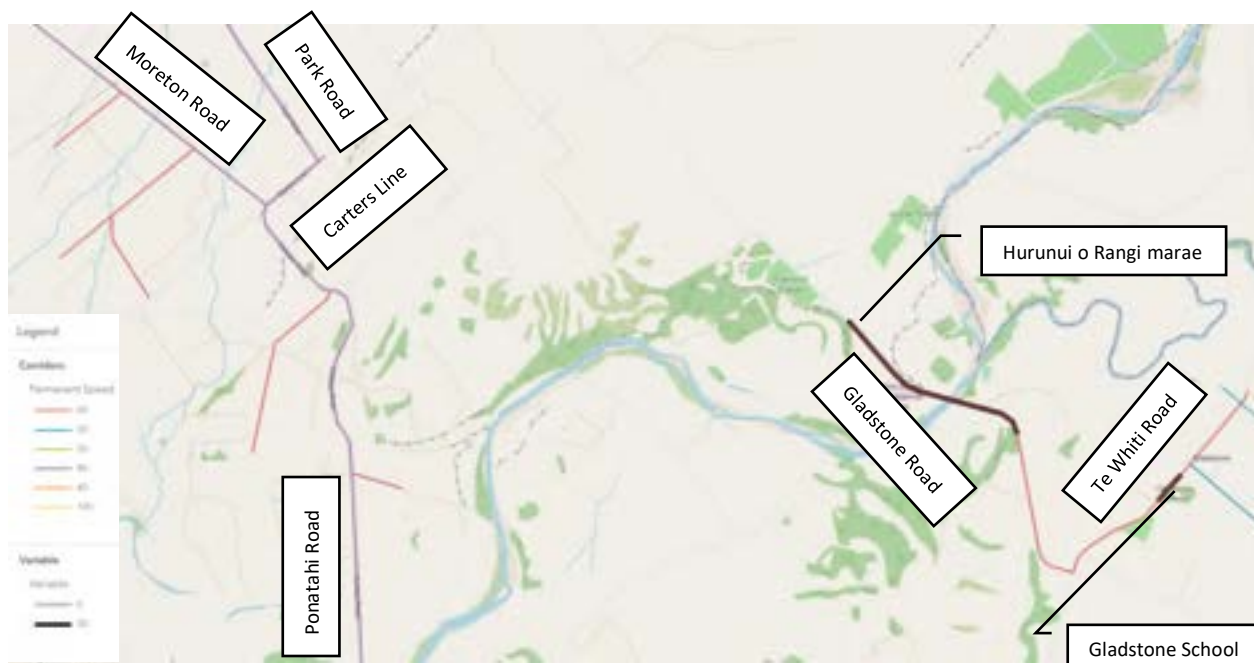 Moreton Road
Park Road
Carters Line
Hurunui o Rangi marae
Gladstone Road
Te Whiti Road
Ponatahi Road
Gladstone School
Legend
Corridors
Permanent Speed
Variable
Variable